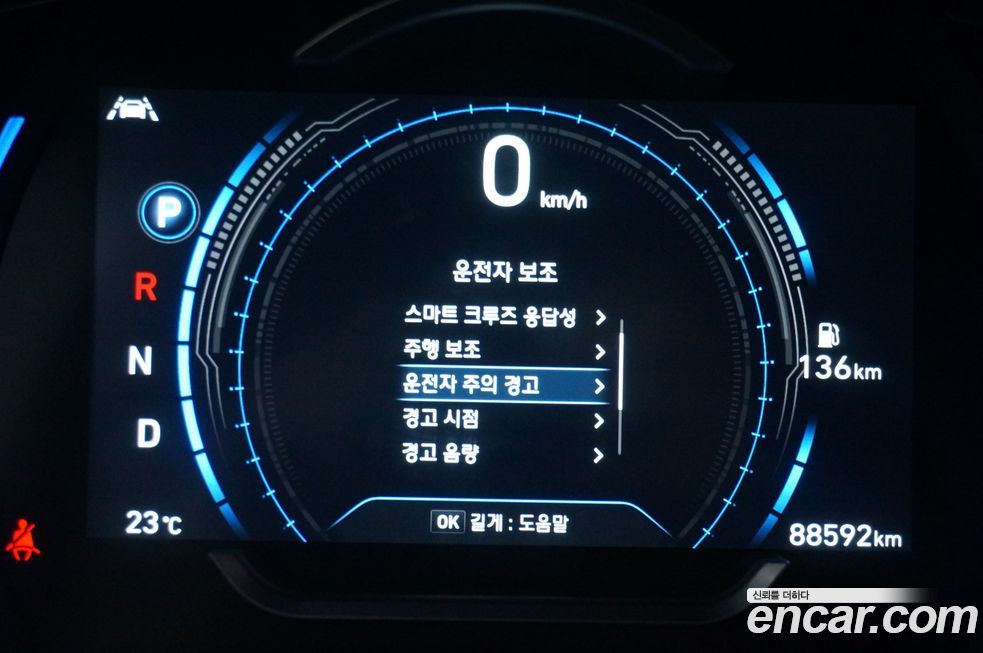 0 km/h
P
R
N
D
운전자 보조
스마트 크루즈 응답성
주행 보조
운전자 주의 경고
경고 시점
경고 음량
136km
23℃
OK 길게 : 도움말
88592km
신뢰를 더하다
encar.com